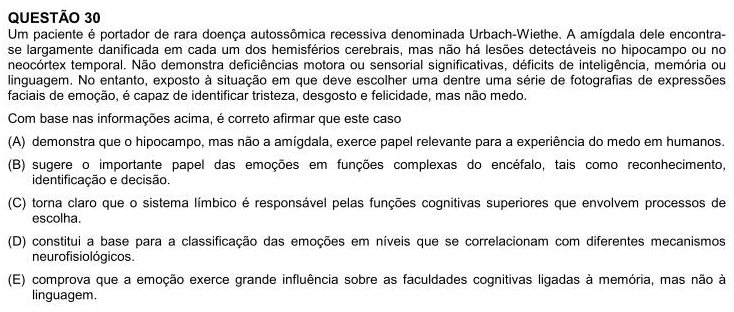 QUESTÃO 30
Um paciente é portador de rara doença autossômica recessiva denominada Urbach-Wiethe. A amígdala dele encontra-
se largamente danificada em cada um dos hemisférios cerebrais, mas não há lesões detectáveis no hipocampo ou no
neocórtex temporal. Não demonstra deficiências motora ou sensorial significativas, déficits de inteligência, memória ou
linguagem. No entanto, exposto à situação em que deve escolher uma dentre uma série de fotografias de expressões
faciais de emoção, é capaz de identificar tristeza, desgosto e felicidade, mas não medo.
Com base nas informações acima, é correto afirmar que este caso
(A) demonstra que o hipocampo, mas não a amígdala, exerce papel relevante para a experiência do medo em humanos.
(B) sugere o importante papel das emoções em funções complexas do encéfalo, tais como reconhecimento,
identificação e decisão.
(C) torna claro que o sistema límbico é responsável pelas funções cognitivas superiores que envolvem processos de
escolha.
(D) constitui a base para a classificação das emoções em níveis que se correlacionam com diferentes mecanismos
neurofisiológicos.
(E) comprova que a emoção exerce grande influência sobre as faculdades cognitivas ligadas à memória, mas não à
linguagem.